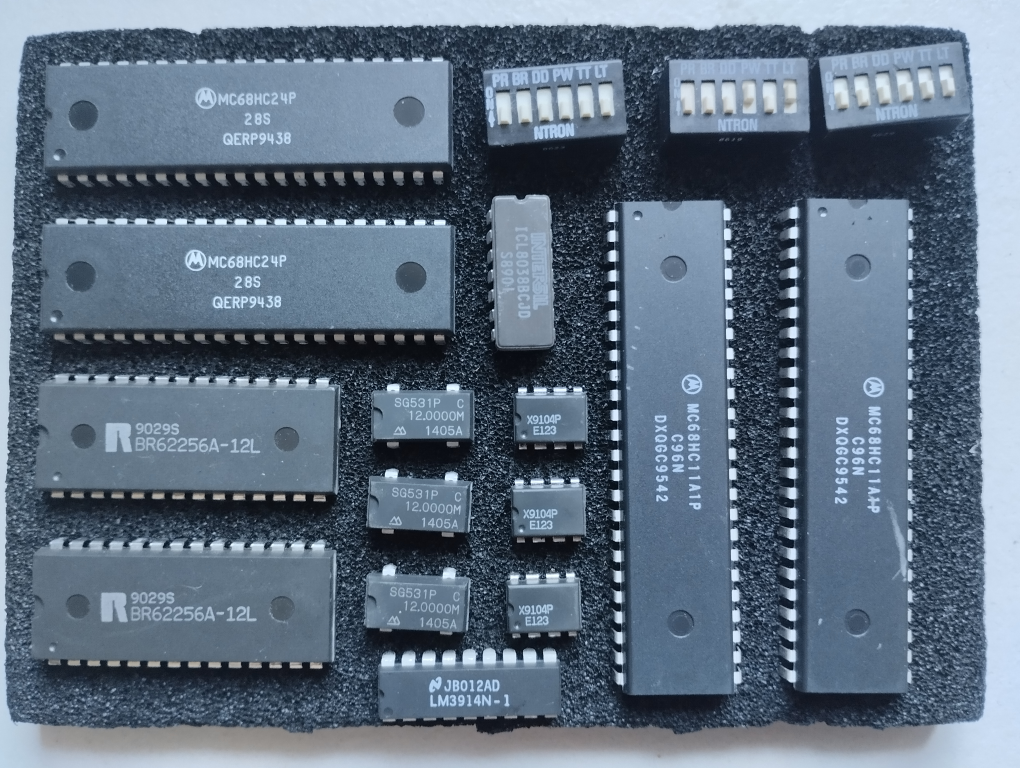 MC68HC24P
28S
QERP9438
PR BR DD PW TT LT
NTRON
PR BR DD PW TT LT
NTRON
PR BR DD PW TT LT
NTRON
MC68HC24P
28S
QERP9438
INTERSIL
ICL8038BCJD
MC68HC11A1P
C96N
DXQGC9542
MC68HC11A1P
C96N
DXQGC9542
R
9029S
BR62256A-12L
SG531P C
12.0000M
1405A
X9104P
E123
SG531P C
12.0000M
1405A
X9104P
E123
R
9029S
BR62256A-12L
SG531P C
12.0000M
1405A
X9104P
E123
JB012AD
LM3914N-1